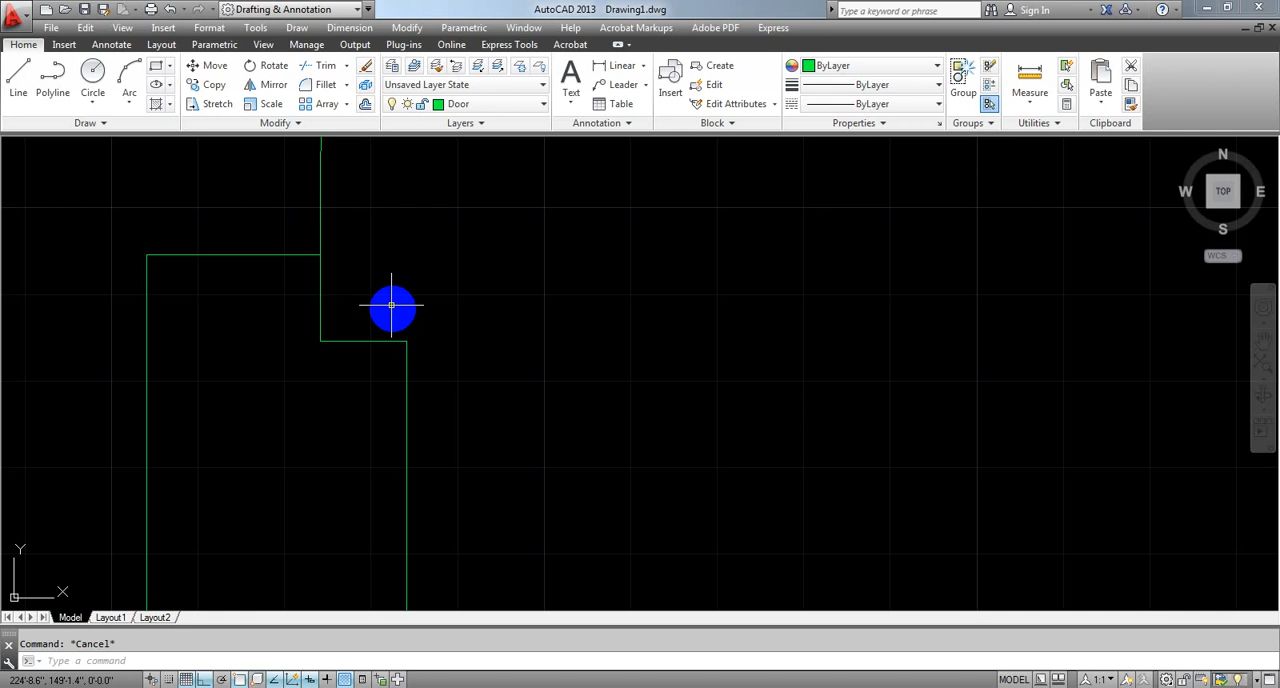 Drafting & Annotation
AutoCAD 2013 Drawing1.dwg
Type a keyword or phrase
Sign In
File Edit View Insert Format Tools Draw Dimension Modify Parametric Window Help Acrobat Markups Adobe PDF Express
Home Insert Annotate Layout Parametric View Manage Output Plug-ins Online Express Tools Acrobat
Line Polyline Circle Arc
Move Rotate Trim
Copy Mirror Fillet
Stretch Scale Array
Unsaved Layer State
Door
Text
Linear
Leader
Table
Insert
Create
Edit
Edit Attributes
ByLayer
ByLayer
ByLayer
Group
Measure
Paste
Draw Modify Layers Annotation Block Properties Groups Utilities Clipboard
N
W TOP E
S
WCS
Y
X
Model Layout1 Layout2
Command: *Cancel*
Type a command
224'-8.6", 149'-1.4", 0'-0.0"
MODEL
1:1